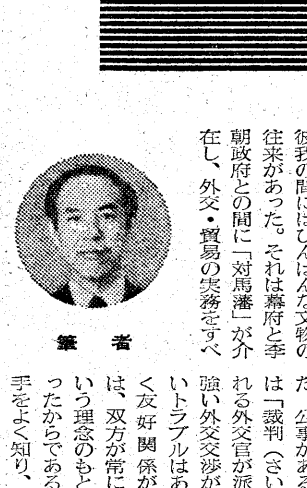 彼我の間にはひんぱんな文物の
往来があった。それは幕府と李
朝政府との間に「対馬藩」が介
在し、外交・貿易の実務をすべ
筆者
た。公事があ
は「裁判（さい
れる外交官が派
強い外交交渉が
いトラブルはあ
く友好関係が
は、双方が常に
いう理念のもと
ったからである
手をよく知り、